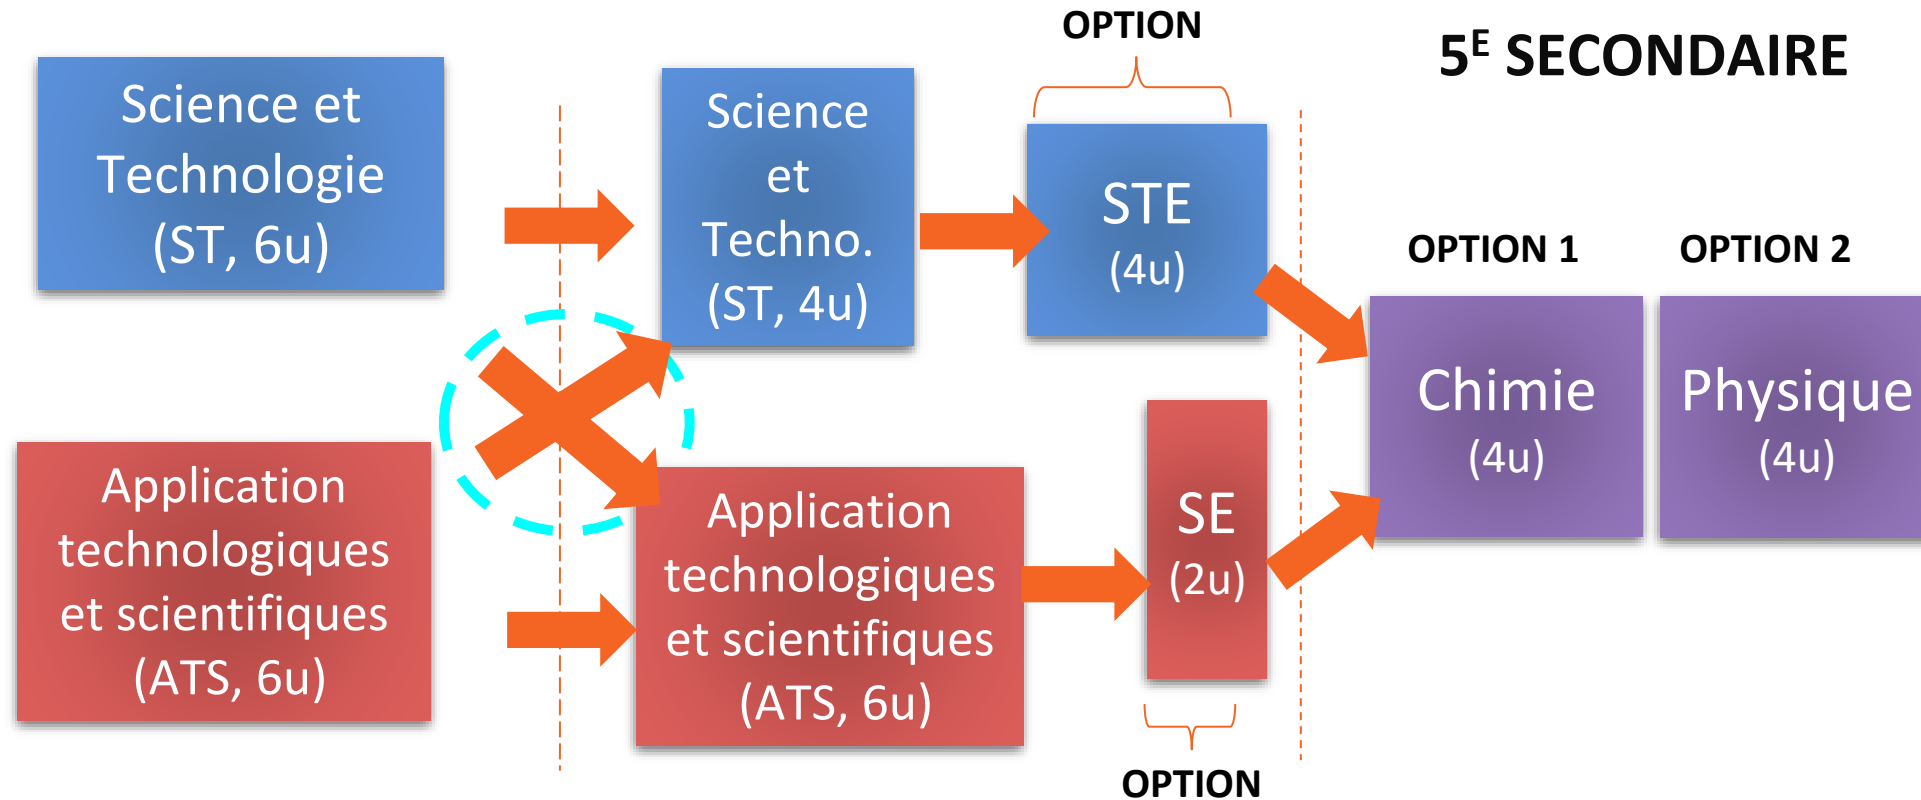 OPTION
5E SECONDAIRE
Science et
Technologie
(ST, 6u)
Science
et
Techno.
(ST, 4u)
STE
(4u)
OPTION 1
OPTION 2
Chimie
(4u)
Physique
(4u)
Application
technologiques
et scientifiques
(ATS, 6u)
Application
technologiques
et scientifiques
(ATS, 6u)
SE
(2u)
OPTION